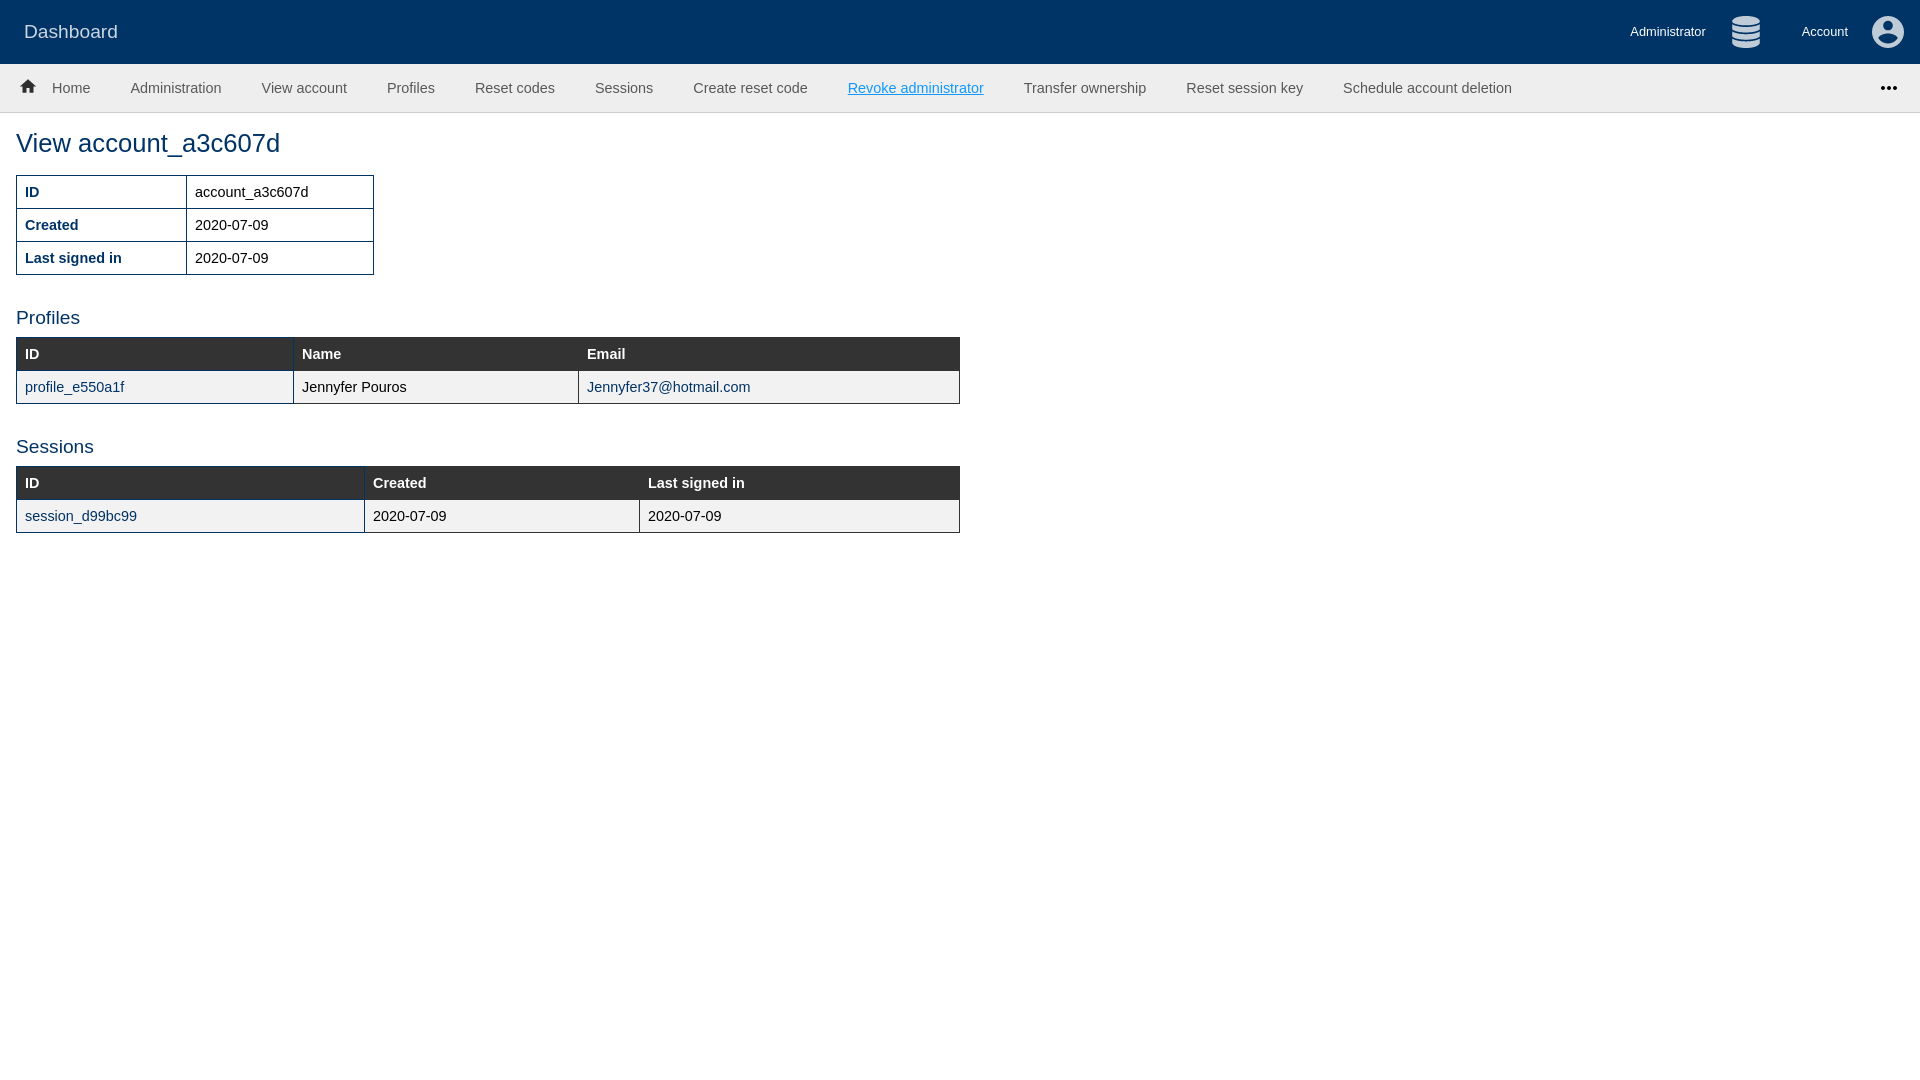 Dashboard Administrator Account
Home Administration View account Profiles Reset codes Sessions Create reset code Revoke administrator Transfer ownership Reset session key Schedule account deletion
View account_a3c607d
ID account_a3c607d
Created 2020-07-09
Last signed in 2020-07-09
Profiles
ID Name Email
profile_e550a1f Jennyfer Pouros Jennyfer37@hotmail.com
Sessions
ID Created Last signed in
session_d99bc99 2020-07-09 2020-07-09